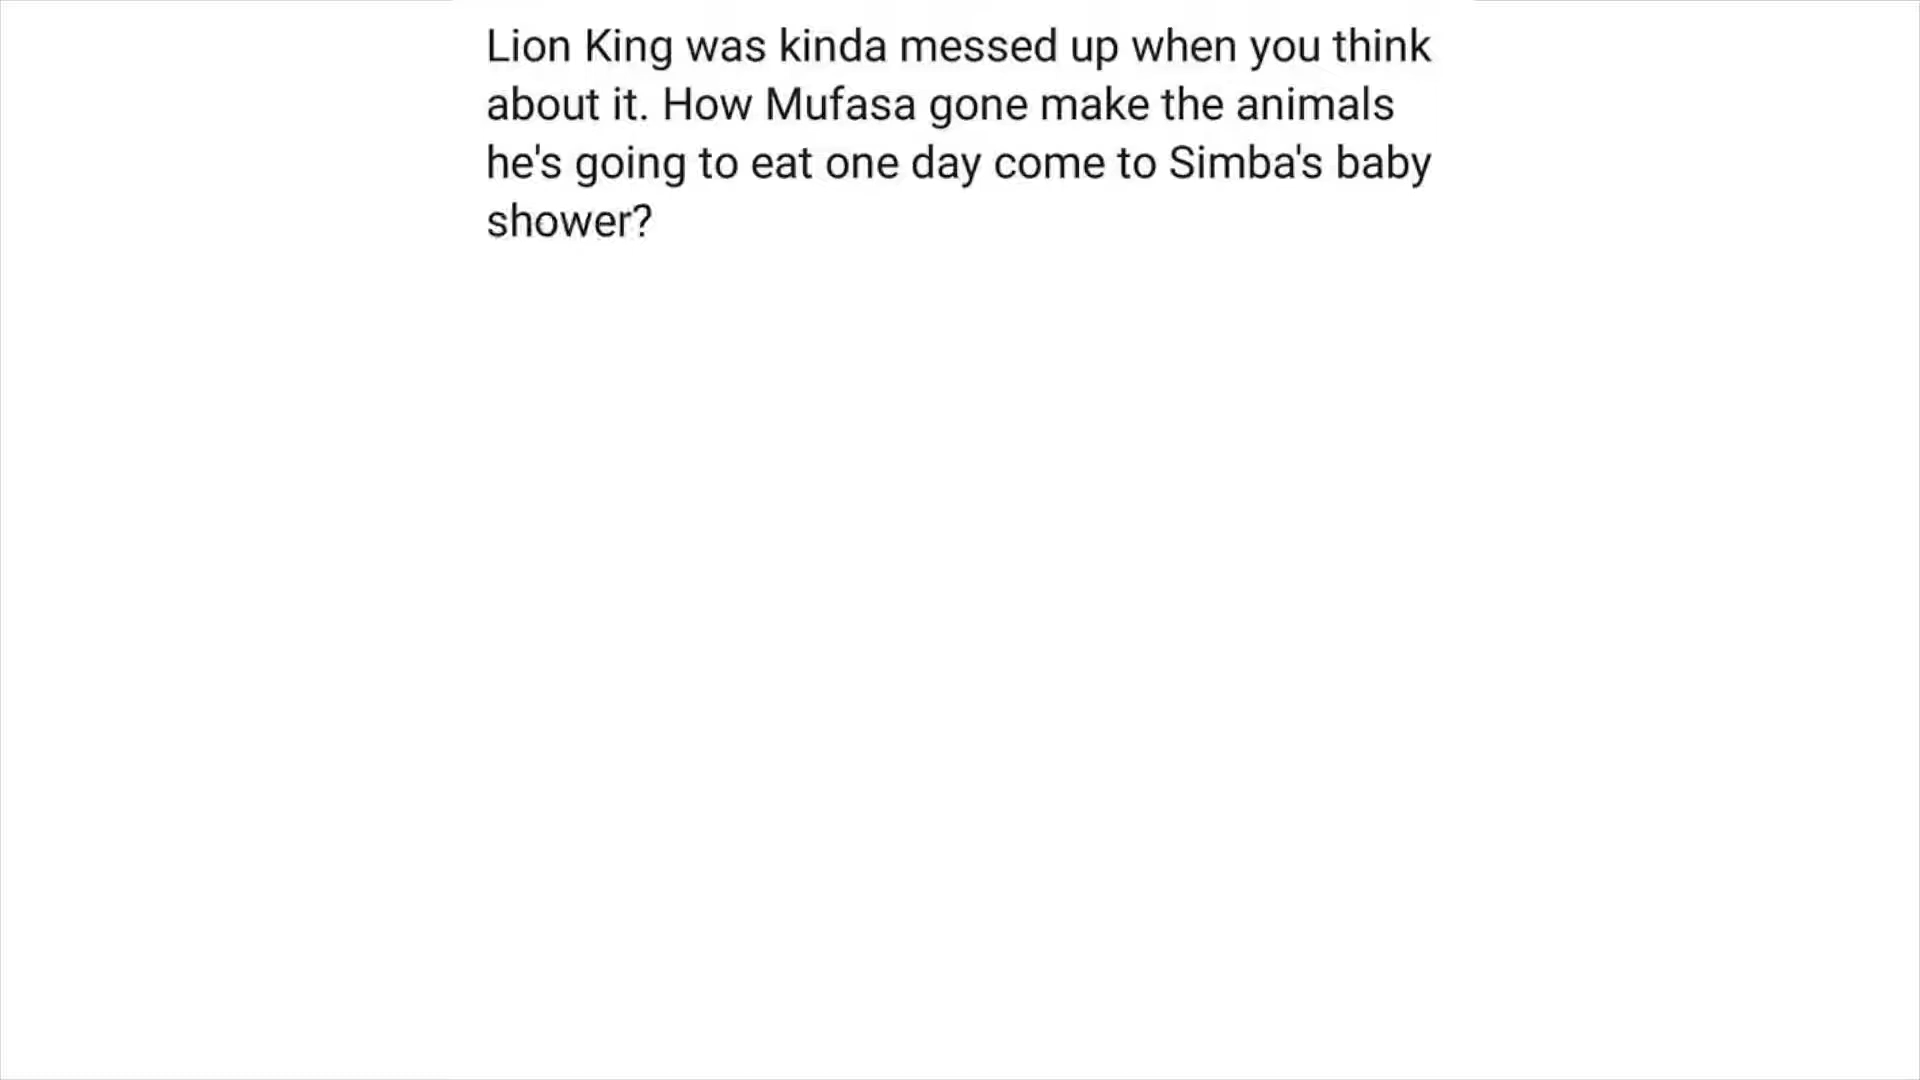 Lion King was kinda messed up when you think
about it. How Mufasa gone make the animals
he's going to eat one day come to Simba's baby
shower?